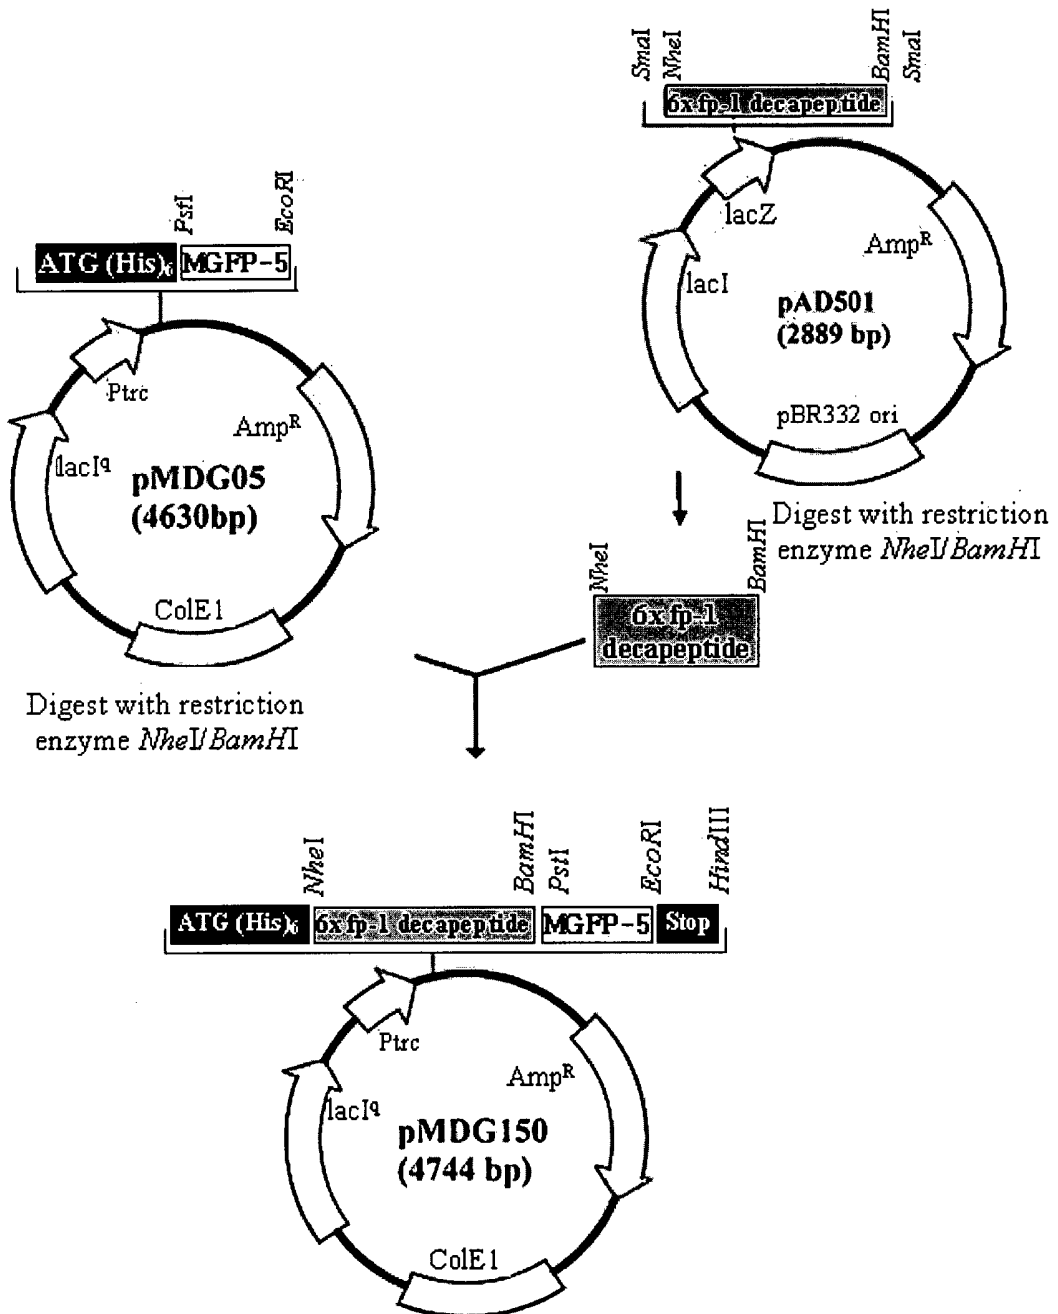 SmaI
NheI
BamHI
SmaI
6x fp-1 decapeptide
lacZ
AmpR
lacI
pAD501
(2889 bp)
pBR332 ori
Digest with restriction
enzyme NheI/BamHI
PstI
EcoRI
ATG (His)6
MGFP-5
Ptrc
AmpR
lacIq
pMDG05
(4630bp)
ColE1
Digest with restriction
enzyme NheI/BamHI
NheI
BamHI
6x fp-1
decapeptide
NheI
BamHI
PstI
EcoRI
HindIII
ATG (His)6
6x fp-1 decapeptide
MGFP-5
Stop
Ptrc
AmpR
lacIq
pMDG150
(4744 bp)
ColE1